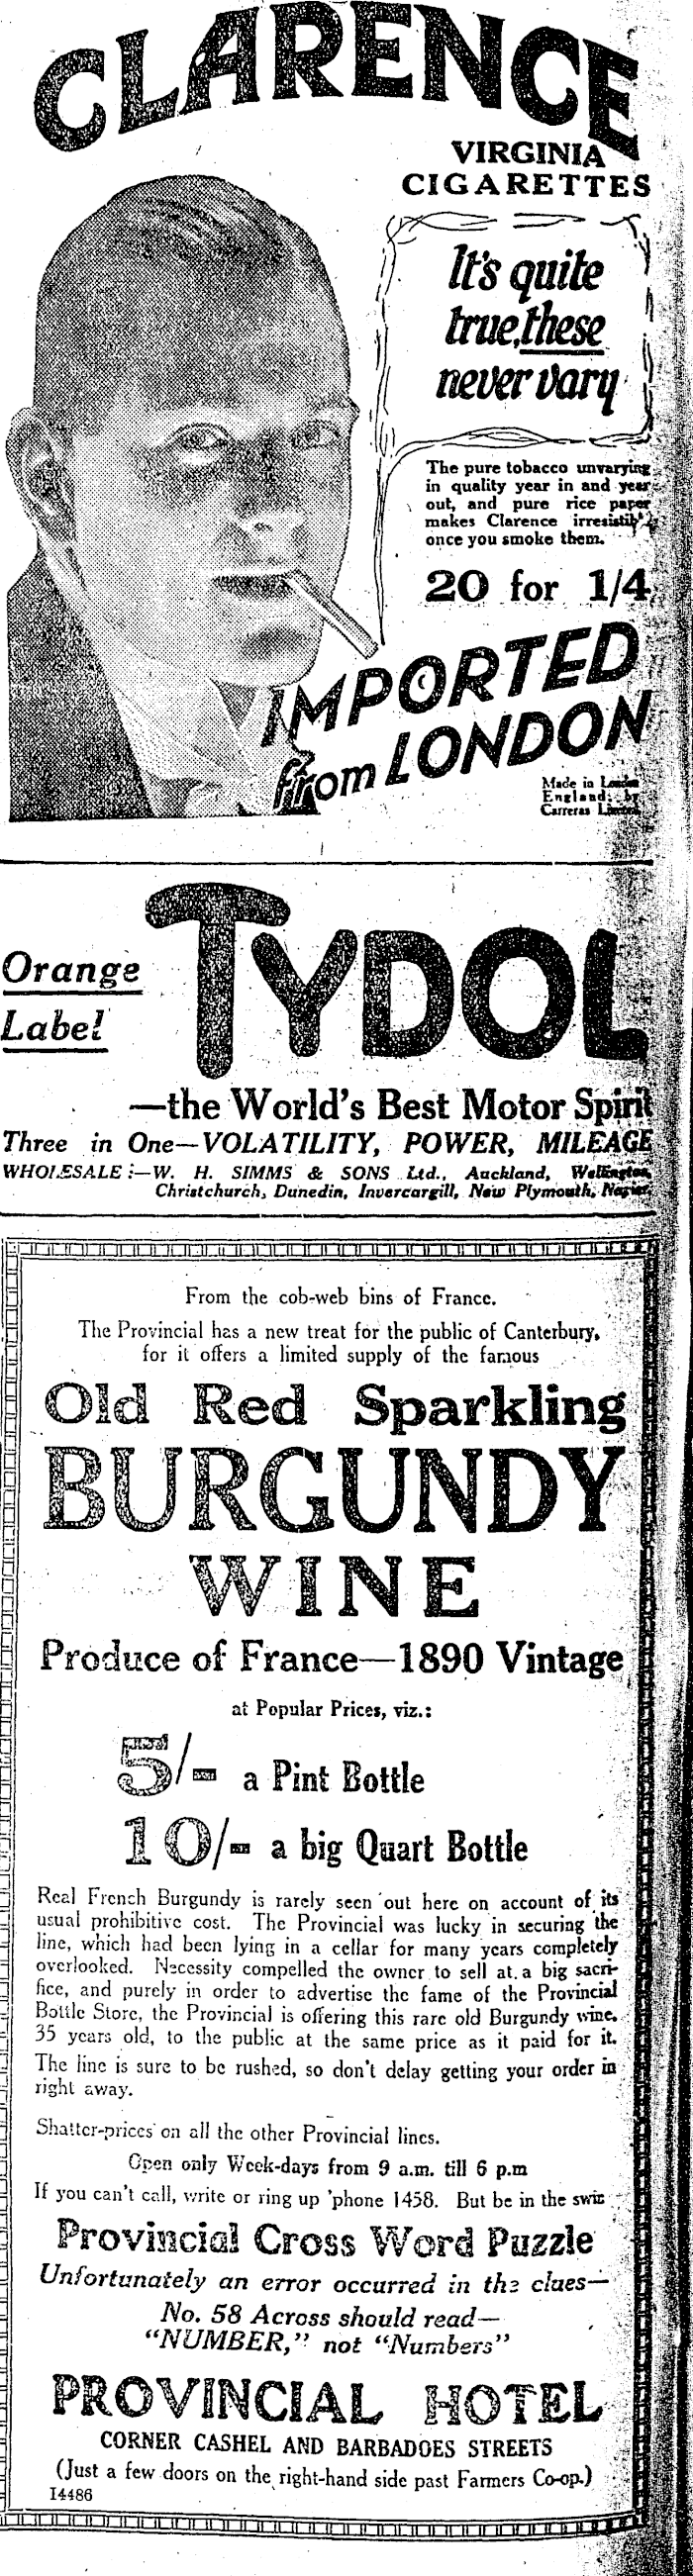 CLARENCE
VIRGINIA
CIGARETTES
It's quite
true, these
never vary
The pure tobacco unvarying
in quality year in and year
out, and pure rice paper
makes Clarence irresistible
once you smoke them.
20 for 1/4
IMPORTED
from LONDON
Made in London
England; by
Carreras Limited
Orange
Label
TYDOL
—the World's Best Motor Spirit
Three in One—VOLATILITY, POWER, MILEAGE
WHOLESALE:—W. H. SIMMS & SONS Ltd., Auckland, Wellington,
Christchurch, Dunedin, Invercargill, New Plymouth, Napier.
From the cob-web bins of France.
The Provincial has a new treat for the public of Canterbury,
for it offers a limited supply of the famous
Old Red Sparkling
BURGUNDY
WINE
Produce of France—1890 Vintage
at Popular Prices, viz.:
5/- a Pint Bottle
10/- a big Quart Bottle
Real French Burgundy is rarely seen out here on account of its
usual prohibitive cost. The Provincial was lucky in securing the
line, which had been lying in a cellar for many years completely
overlooked. Necessity compelled the owner to sell at a big sacri-
fice, and purely in order to advertise the fame of the Provincial
Bottle Store, the Provincial is offering this rare old Burgundy wine,
35 years old, to the public at the same price as it paid for it.
The line is sure to be rushed, so don't delay getting your order in
right away.
Shatter-prices on all the other Provincial lines.
Open only Week-days from 9 a.m. till 6 p.m
If you can't call, write or ring up 'phone 1458. But be in the swim
Provincial Cross Word Puzzle
Unfortunately an error occurred in the clues—
No. 58 Across should read—
"NUMBER," not "Numbers"
PROVINCIAL HOTEL
CORNER CASHEL AND BARBADOES STREETS
(Just a few doors on the right-hand side past Farmers Co-op.)
I4486